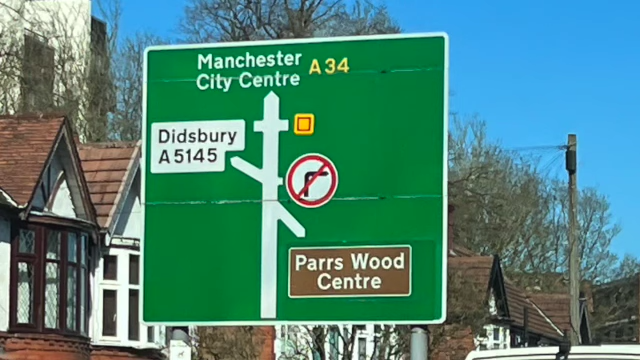 Manchester
City Centre A34
Didsbury
A5145
Parrs Wood
Centre